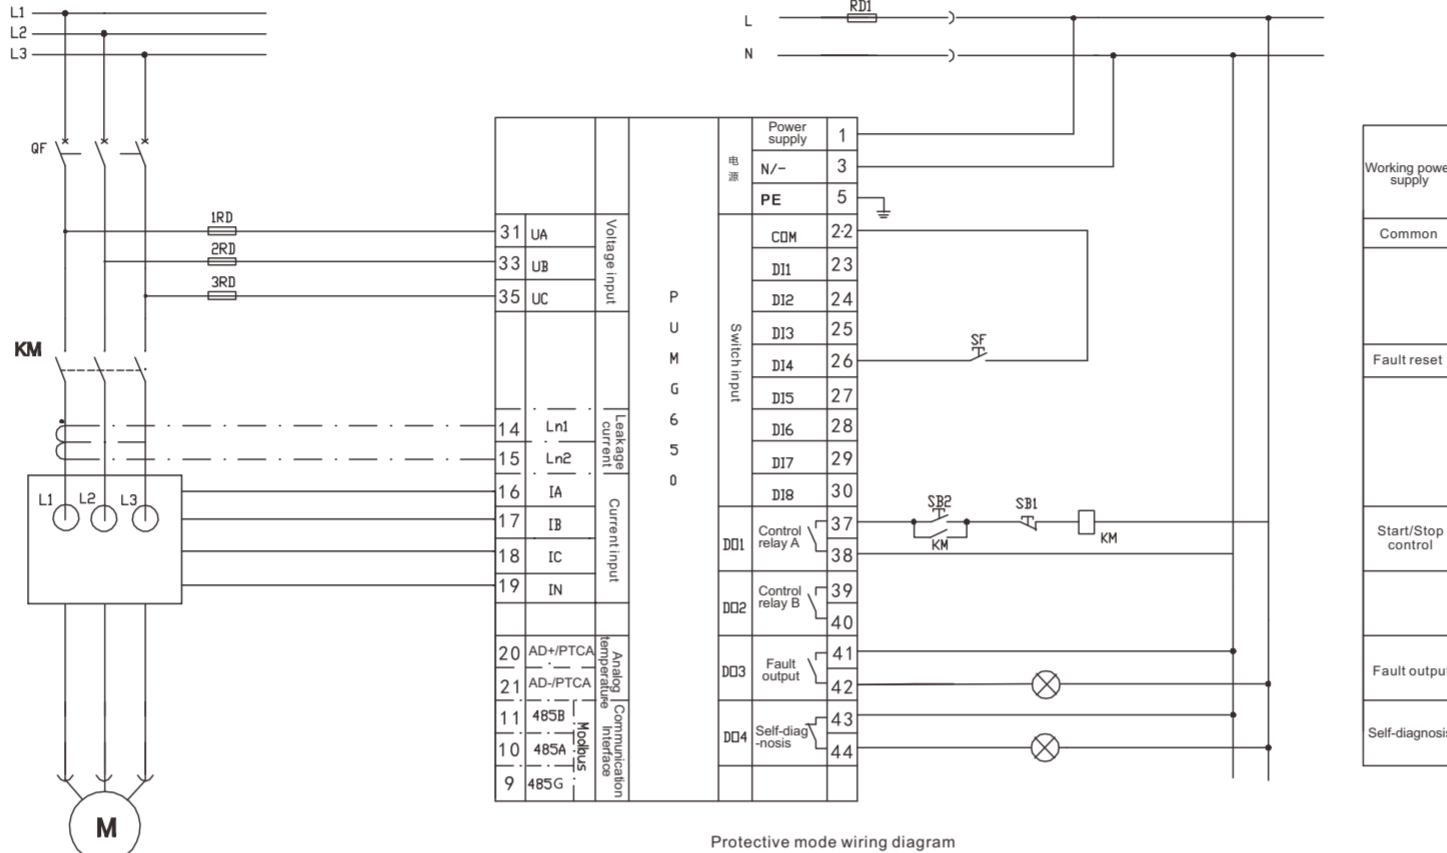 L1
L2
L3
QF
1RD
2RD
3RD
KM
L1
L2
L3
M
31 UA
33 UB
35 UC
Voltage input
14 Ln1
15 Ln2
Leakage
current
16 IA
17 IB
18 IC
19 IN
Current input
20 AD+/PTCA
21 AD-/PTCA
Analog
temperature
11 485B
10 485A
9 485G
Modbus
Communication
Interface
PUMG650
L
RD1
N
电
源
Power
supply
1
N/- 3
PE 5
Switch input
COM 22
DI1 23
DI2 24
DI3 25
DI4 26
DI5 27
DI6 28
DI7 29
DI8 30
SF
DO1
Control
relay A
37
38
SB2
KM
SB1
KM
DO2
Control
relay B
39
40
DO3
Fault
output
41
42
DO4
Self-diag
-nosis
43
44
Working powe
supply
Common
Fault reset
Start/Stop
control
Fault output
Self-diagnosis
Protective mode wiring diagram